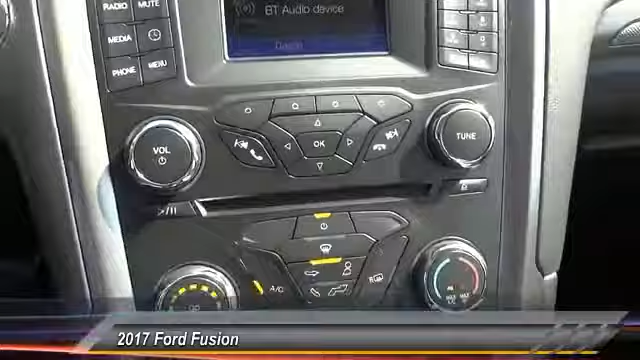 RADIO MUTE
BT Audio device
MEDIA
PHONE MENU
VOL
OK
TUNE
A/C
2017 Ford Fusion